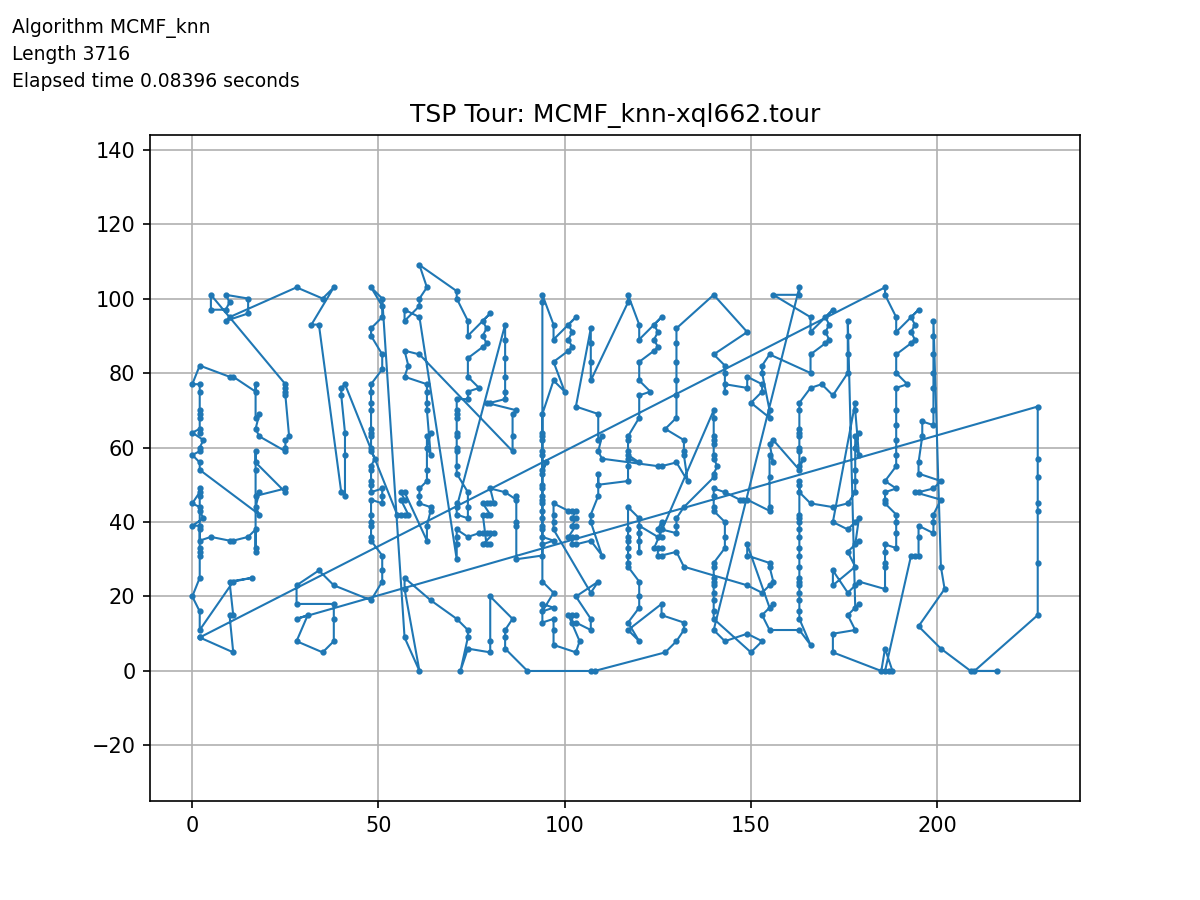 Algorithm MCMF_knn
Length 3716
Elapsed time 0.08396 seconds
TSP Tour: MCMF_knn-xql662.tour
140
120
100
80
60
40
20
0
−20
0 50 100 150 200